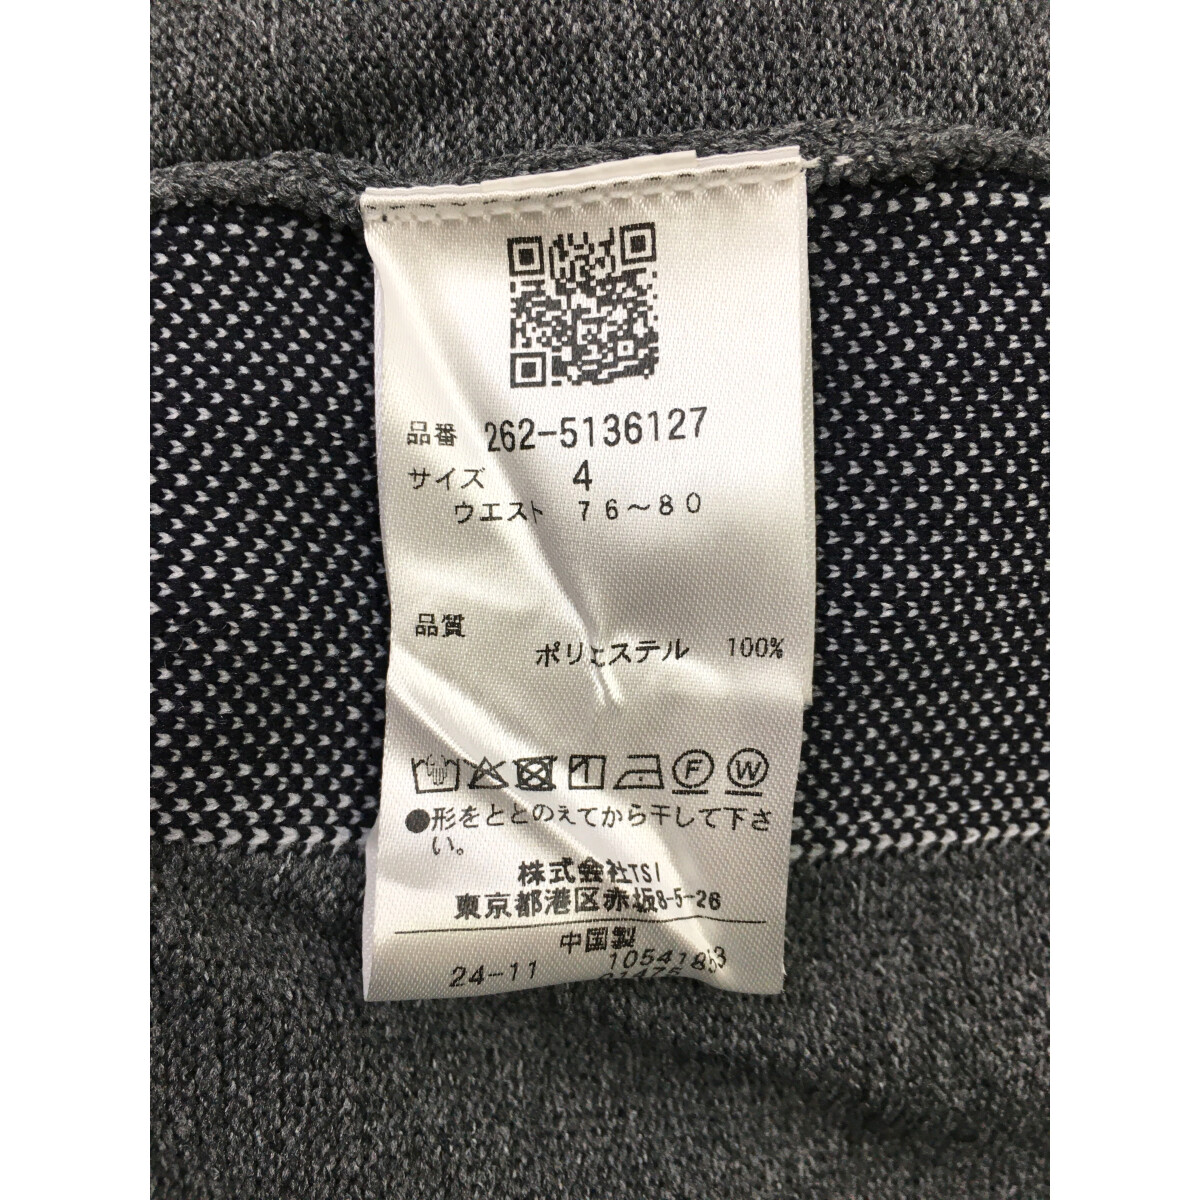 品番 262-5136127
サイズ 4
ウエスト 76～80
品質
ポリエステル 100%
F W
●形をととのえてから干して下さ
い。
株式会社TSI
東京都港区赤坂8-5-26
中国製
24-11